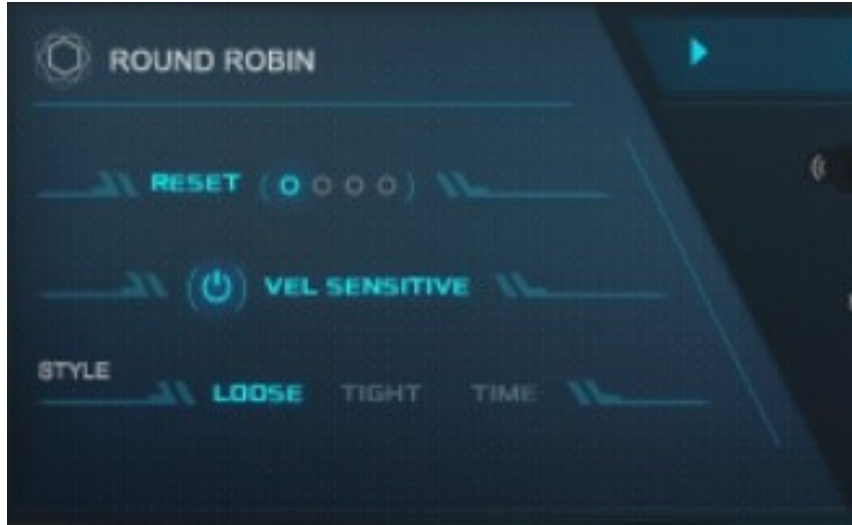 ROUND ROBIN
RESET
VEL SENSITIVE
STYLE
LOOSE TIGHT TIME